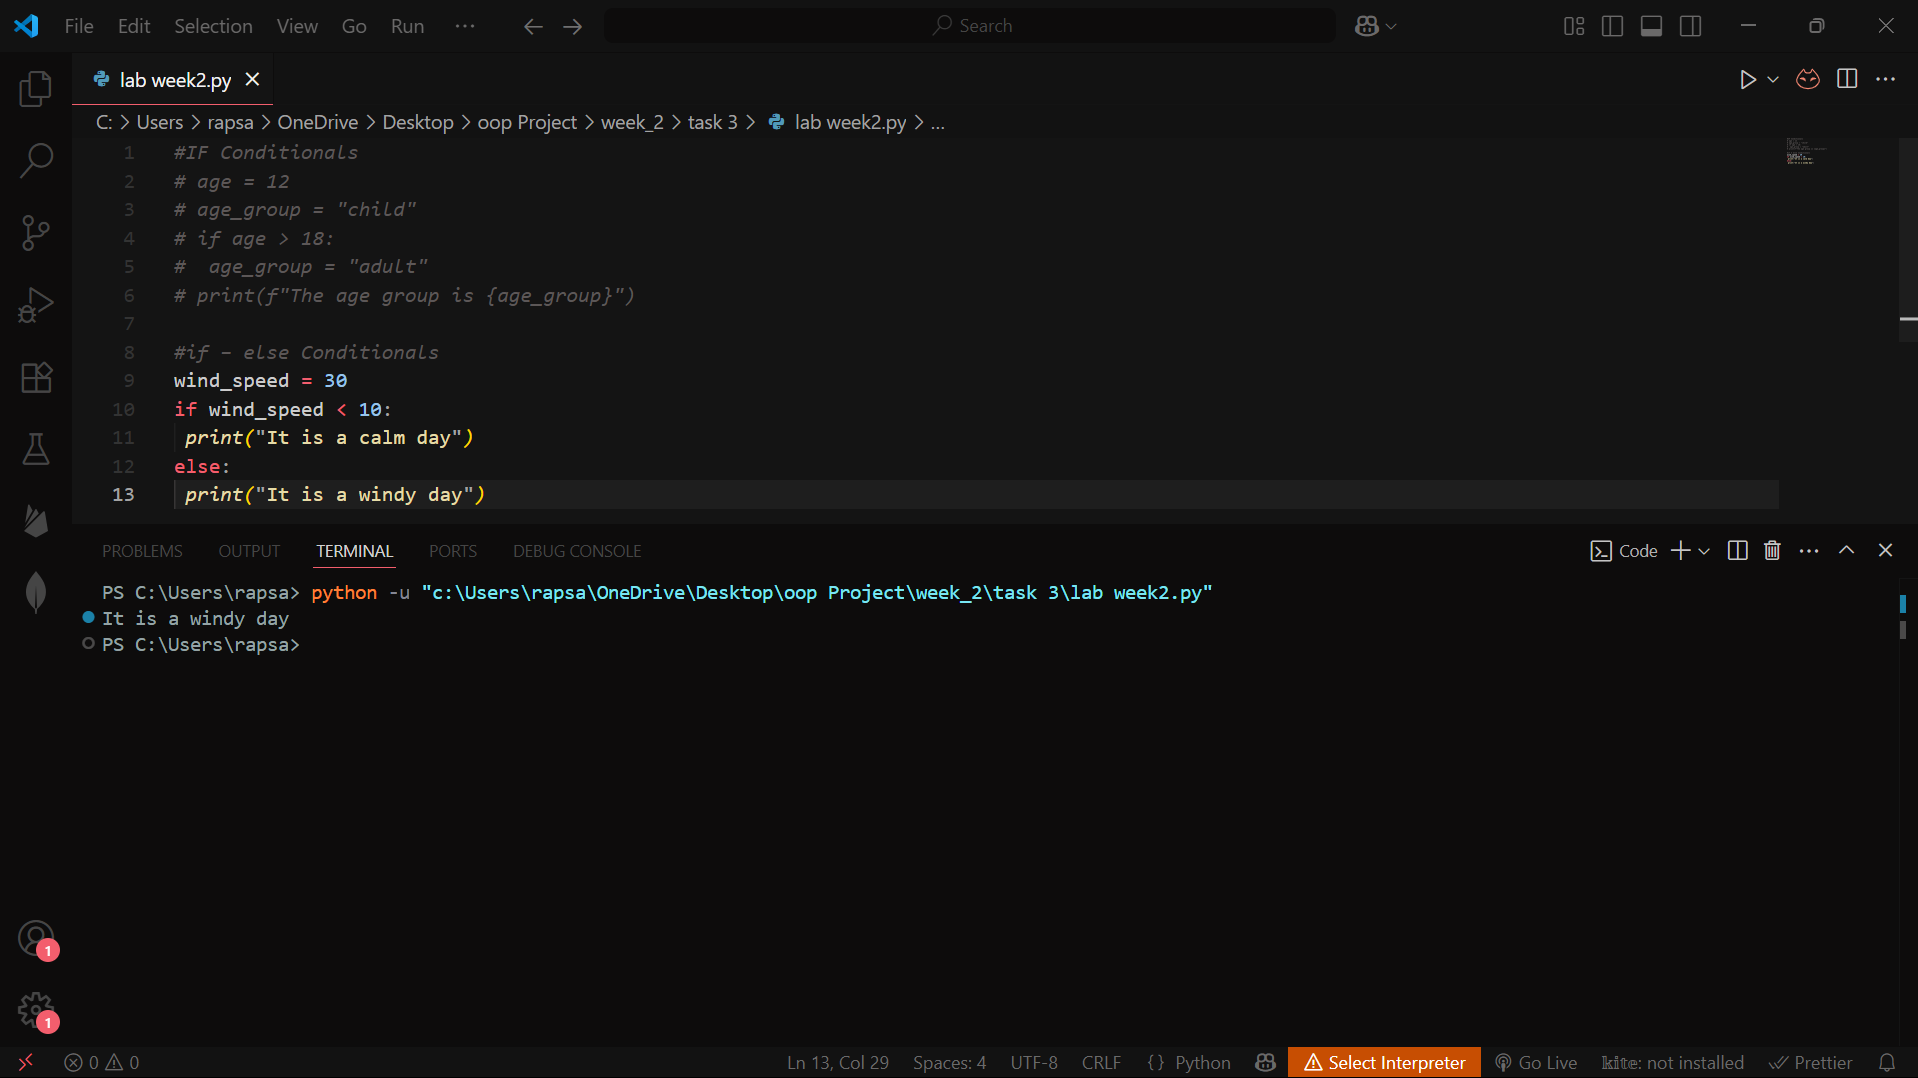 File Edit Selection View Go Run ··· Search
lab week2.py
C: > Users > rapsa > OneDrive > Desktop > oop Project > week_2 > task 3 > lab week2.py > ...
1 #IF Conditionals
2 # age = 12
3 # age_group = "child"
4 # if age > 18:
5 #  age_group = "adult"
6 # print(f"The age group is {age_group}")
7
8 #if – else Conditionals
9 wind_speed = 30
10 if wind_speed < 10:
11  print("It is a calm day")
12 else:
13  print("It is a windy day")
PROBLEMS OUTPUT TERMINAL PORTS DEBUG CONSOLE Code
PS C:\Users\rapsa> python -u "c:\Users\rapsa\OneDrive\Desktop\oop Project\week_2\task 3\lab week2.py"
It is a windy day
PS C:\Users\rapsa>
1
1
0 0 Ln 13, Col 29 Spaces: 4 UTF-8 CRLF {} Python Select Interpreter Go Live kite: not installed Prettier